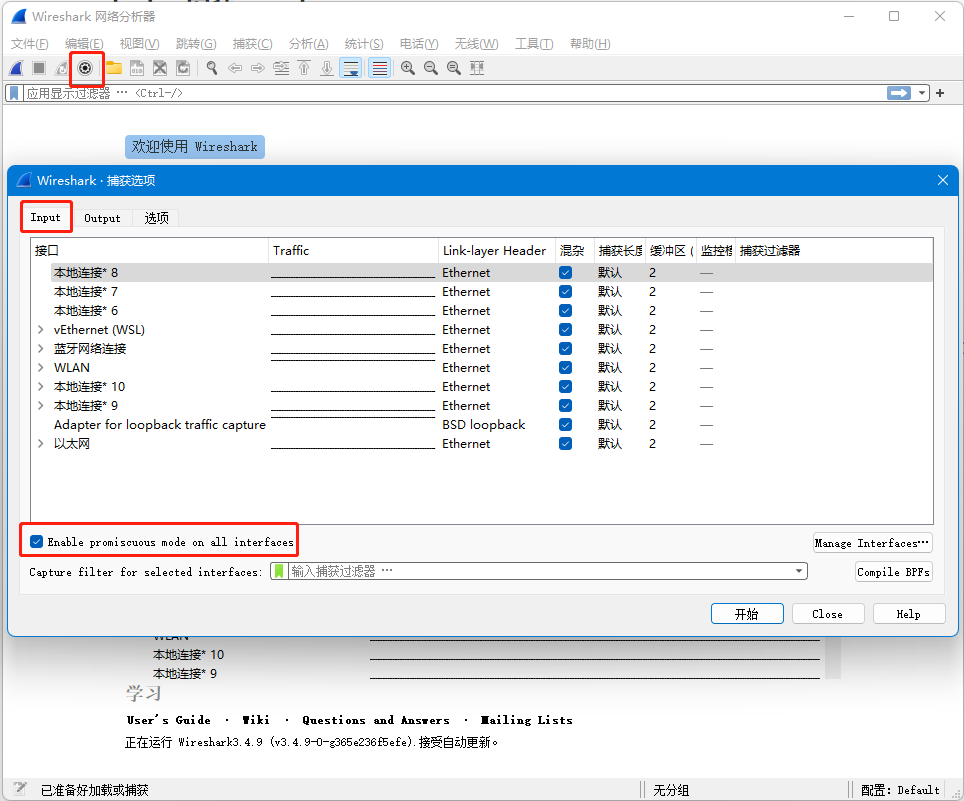 Wireshark 网络分析器
文件(F) 编辑(E) 视图(V) 跳转(G) 捕获(C) 分析(A) 统计(S) 电话(Y) 无线(W) 工具(T) 帮助(H)
应用显示过滤器 … <Ctrl-/>
欢迎使用 Wireshark
Wireshark · 捕获选项
Input Output 选项
接口 Traffic Link-layer Header 混杂 捕获长度 缓冲区 ( 监控模 捕获过滤器
本地连接* 8 Ethernet 默认 2 —
本地连接* 7 Ethernet 默认 2 —
本地连接* 6 Ethernet 默认 2 —
vEthernet (WSL) Ethernet 默认 2 —
蓝牙网络连接 Ethernet 默认 2 —
WLAN Ethernet 默认 2 —
本地连接* 10 Ethernet 默认 2 —
本地连接* 9 Ethernet 默认 2 —
Adapter for loopback traffic capture BSD loopback 默认 2 —
以太网 Ethernet 默认 2 —
Enable promiscuous mode on all interfaces
Manage Interfaces…
Capture filter for selected interfaces: 输入捕获过滤器 …
Compile BPFs
开始 Close Help
WLAN
本地连接* 10
本地连接* 9
学习
User's Guide · Wiki · Questions and Answers · Mailing Lists
正在运行 Wireshark3.4.9 (v3.4.9-0-g365e236f5efe).接受自动更新。
已准备好加载或捕获 无分组 配置: Default